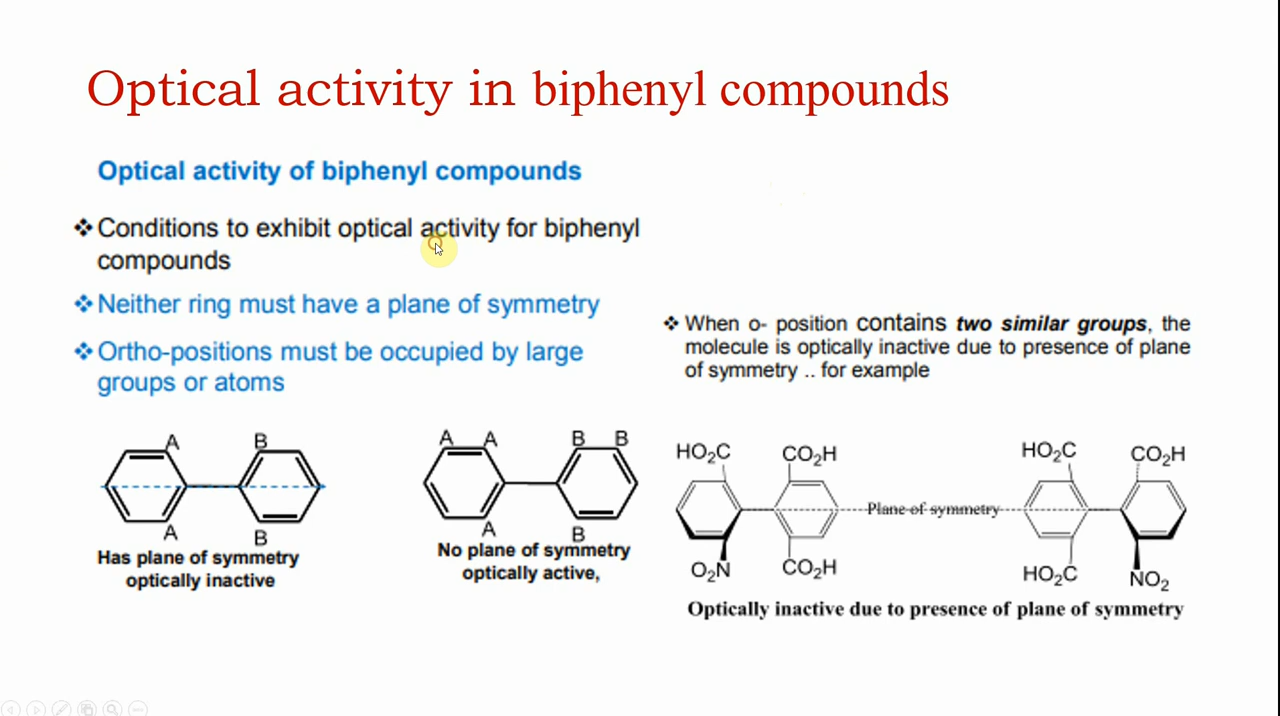 Optical activity in biphenyl compounds
Optical activity of biphenyl compounds
❖Conditions to exhibit optical activity for biphenyl
compounds
❖Neither ring must have a plane of symmetry
❖Ortho-positions must be occupied by large
groups or atoms
A B
A B
Has plane of symmetry
optically inactive
A A B B
A B
No plane of symmetry
optically active,
❖ When o- position contains two similar groups, the
molecule is optically inactive due to presence of plane
of symmetry .. for example
HO₂C CO₂H HO₂C CO₂H
Plane of symmetry
O₂N CO₂H HO₂C NO₂
Optically inactive due to presence of plane of symmetry